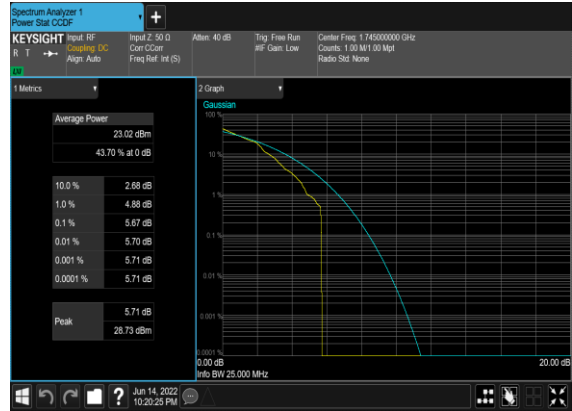 Spectrum Analyzer 1
Power Stat CCDF
KEYSIGHT
R T
LV
Input: RF
Coupling: DC
Align: Auto
Input Z: 50 Ω
Corr CCorr
Freq Ref: Int (S)
Atten: 40 dB
Trig: Free Run
#IF Gain: Low
Center Freq: 1.745000000 GHz
Counts: 1.00 M/1.00 Mpt
Radio Std: None
1 Metrics
Average Power
23.02 dBm
43.70 % at 0 dB
10.0 % 2.68 dB
1.0 % 4.88 dB
0.1 % 5.67 dB
0.01 % 5.70 dB
0.001 % 5.71 dB
0.0001 % 5.71 dB
Peak 5.71 dB
28.73 dBm
2 Graph
Gaussian
100 %
10 %
1 %
0.1 %
0.01 %
0.001 %
0.0001 %
0.00 dB 20.00 dB
Info BW 25.000 MHz
? Jun 14, 2022
10:20:25 PM